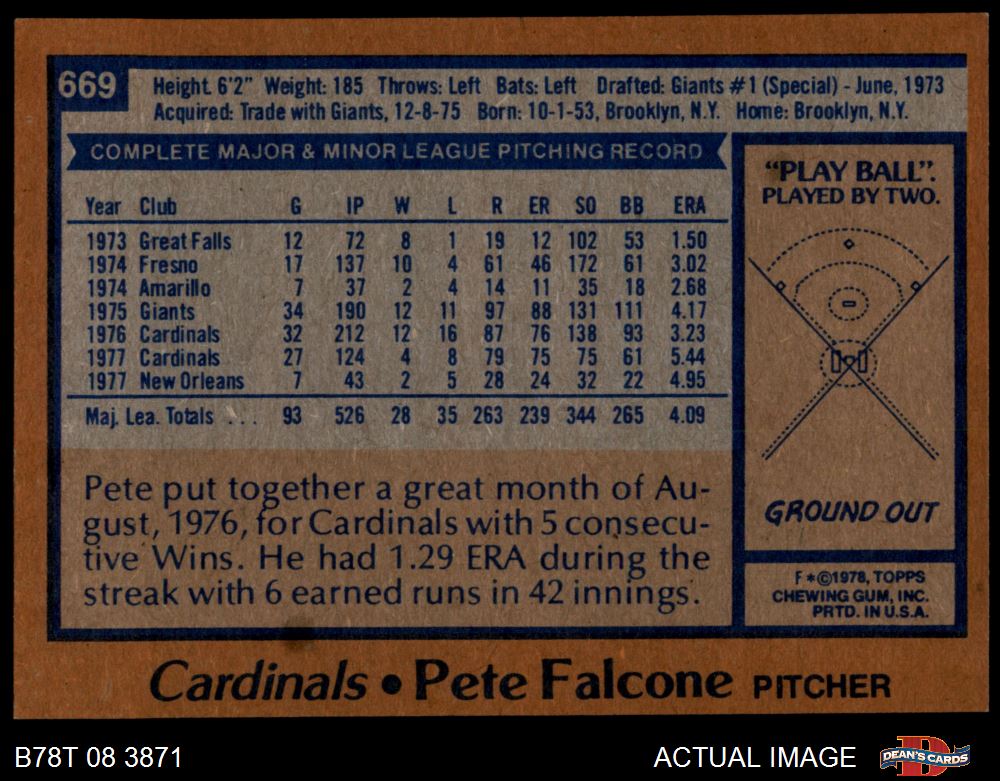 669
Height 6'2" Weight: 185 Throws: Left Bats: Left Drafted: Giants #1 (Special) - June, 1973
Acquired: Trade with Giants, 12-8-75 Born: 10-1-53, Brooklyn, N.Y. Home: Brooklyn, N.Y.
COMPLETE MAJOR & MINOR LEAGUE PITCHING RECORD
Year Club G IP W L R ER SO BB ERA
1973 Great Falls 12 72 8 1 19 12 102 53 1.50
1974 Fresno 17 137 10 4 61 46 172 61 3.02
1974 Amarillo 7 37 2 4 14 11 35 18 2.68
1975 Giants 34 190 12 11 97 88 131 111 4.17
1976 Cardinals 32 212 12 16 87 76 138 93 3.23
1977 Cardinals 27 124 4 8 79 75 75 61 5.44
1977 New Orleans 7 43 2 5 28 24 32 22 4.95
Maj. Lea. Totals . . . 93 526 28 35 263 239 344 265 4.09
Pete put together a great month of Au-
gust, 1976, for Cardinals with 5 consecu-
tive Wins. He had 1.29 ERA during the
streak with 6 earned runs in 42 innings.
"PLAY BALL".
PLAYED BY TWO.
GROUND OUT
F*©1978, TOPPS
CHEWING GUM, INC.
PRTD. IN U.S.A.
Cardinals • Pete Falcone PITCHER
B78T 08 3871
ACTUAL IMAGE
DEAN'S CARDS